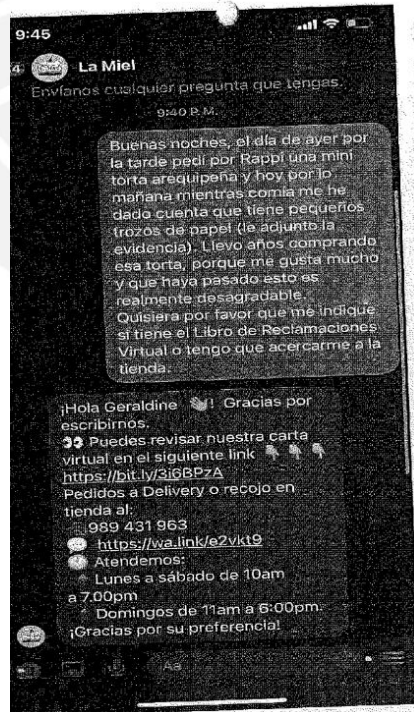 9:45
4
La Miel
Envíanos cualquier pregunta que tengas.
9:40 P. M.
Buenas noches, el día de ayer por
la tarde pedí por Rappi una mini
torta arequipeña y hoy por lo
mañana mientras comía me he
dado cuenta que tiene pequeños
trozos de papel (le adjunto la
evidencia). Llevo años comprando
esa torta, porque me gusta mucho
y que haya pasado esto es
realmente desagradable.
Quisiera por favor que me indique
si tiene el Libro de Reclamaciones
Virtual o tengo que acercarme a la
tienda.
¡Hola Geraldine 👋! Gracias por
escribirnos.
👀 Puedes revisar nuestra carta
virtual en el siguiente link 👇👇👇
https://bit.ly/3i6BPzA
Pedidos a Delivery o recojo en
tienda al:
989 431 963
https://wa.link/e2vkt9
Atendemos:
Lunes a sábado de 10am
a 7.00pm
Domingos de 11am a 6:00pm.
¡Gracias por su preferencia!
Aa